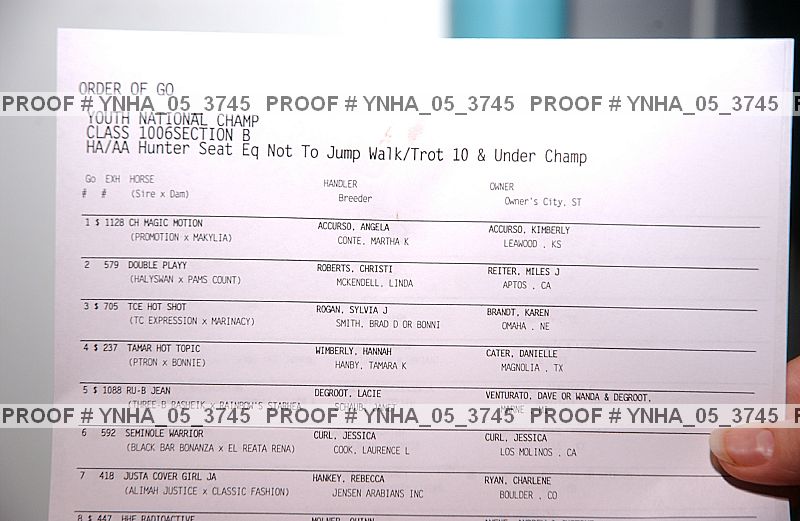 ORDER OF GO
PROOF # YNHA_05_3745 PROOF # YNHA_05_3745 PROOF # YNHA_05_3745
YOUTH NATIONAL CHAMP
CLASS 1006SECTION B
HA/AA Hunter Seat Eq Not To Jump Walk/Trot 10 & Under Champ
Go EXH HORSE HANDLER OWNER
# # (Sire x Dam) Breeder Owner's City, ST
1 $ 1128 CH MAGIC MOTION ACCURSO, ANGELA ACCURSO, KIMBERLY
(PROMOTION x MAKYLIA) CONTE, MARTHA K LEAWOOD , KS
2 579 DOUBLE PLAYY ROBERTS, CHRISTI REITER, MILES J
(HALYSWAN x PAMS COUNT) MCKENDELL, LINDA APTOS , CA
3 $ 705 TCE HOT SHOT ROGAN, SYLVIA J BRANDT, KAREN
(TC EXPRESSION x MARINACY) SMITH, BRAD D OR BONNI OMAHA , NE
4 $ 237 TAMAR HOT TOPIC WIMBERLY, HANNAH CATER, DANIELLE
(PTRON x BONNIE) HANBY, TAMARA K MAGNOLIA , TX
5 $ 1088 RU-B JEAN DEGROOT, LACIE VENTURATO, DAVE OR WANDA & DEGROOT,
PROOF # YNHA_05_3745 PROOF # YNHA_05_3745 PROOF # YNHA_05_3745
6 592 SEMINOLE WARRIOR CURL, JESSICA CURL, JESSICA
(BLACK BAR BONANZA x EL REATA RENA) COOK, LAURENCE L LOS MOLINOS , CA
7 418 JUSTA COVER GIRL JA HANKEY, REBECCA RYAN, CHARLENE
(ALIMAH JUSTICE x CLASSIC FASHION) JENSEN ARABIANS INC BOULDER , CO
8 $ 447 HHF RADIOACTIVE